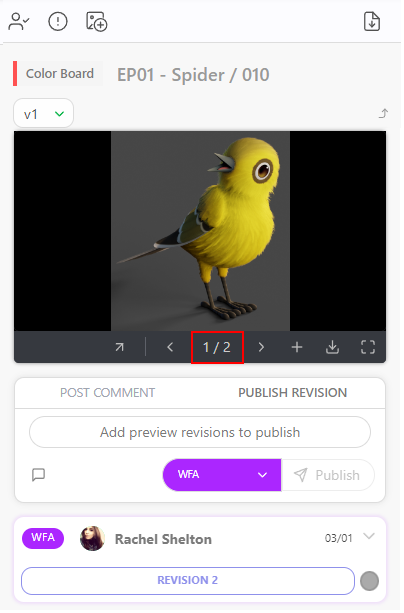 Color Board
EP01 - Spider / 010
v1
1 / 2
POST COMMENT
PUBLISH REVISION
Add preview revisions to publish
WFA
Publish
WFA
Rachel Shelton
03/01
REVISION 2